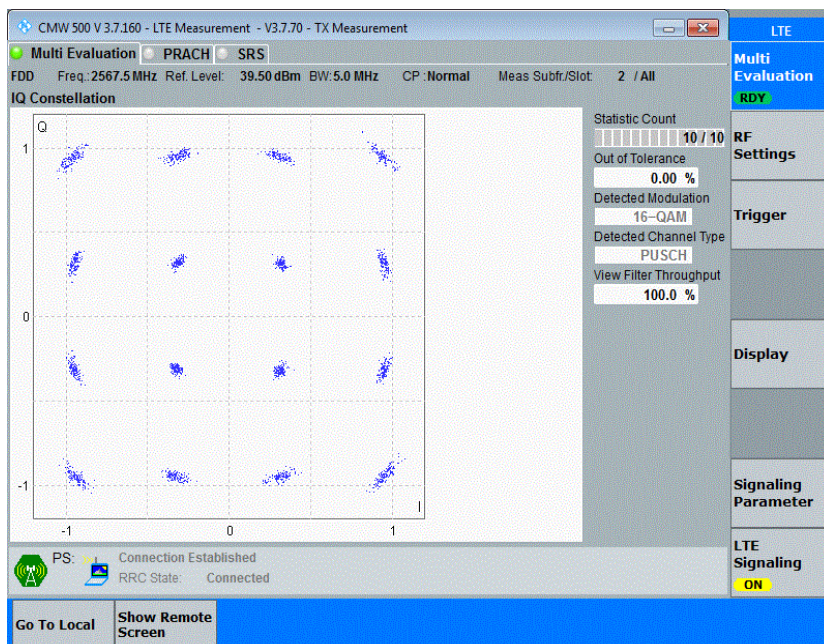 CMW 500 V 3.7.160 - LTE Measurement - V3.7.70 - TX Measurement
LTE
Multi Evaluation PRACH SRS
FDD Freq.: 2567.5 MHz Ref. Level: 39.50 dBm BW: 5.0 MHz CP : Normal Meas Subfr./Slot: 2 / All
IQ Constellation
Q
1
0
-1
I
-1 0 1
Statistic Count
10 / 10
Out of Tolerance
0.00 %
Detected Modulation
16-QAM
Detected Channel Type
PUSCH
View Filter Throughput
100.0 %
Multi
Evaluation
RDY
RF
Settings
Trigger
Display
Signaling
Parameter
LTE
Signaling
ON
PS: Connection Established
RRC State: Connected
Go To Local
Show Remote
Screen